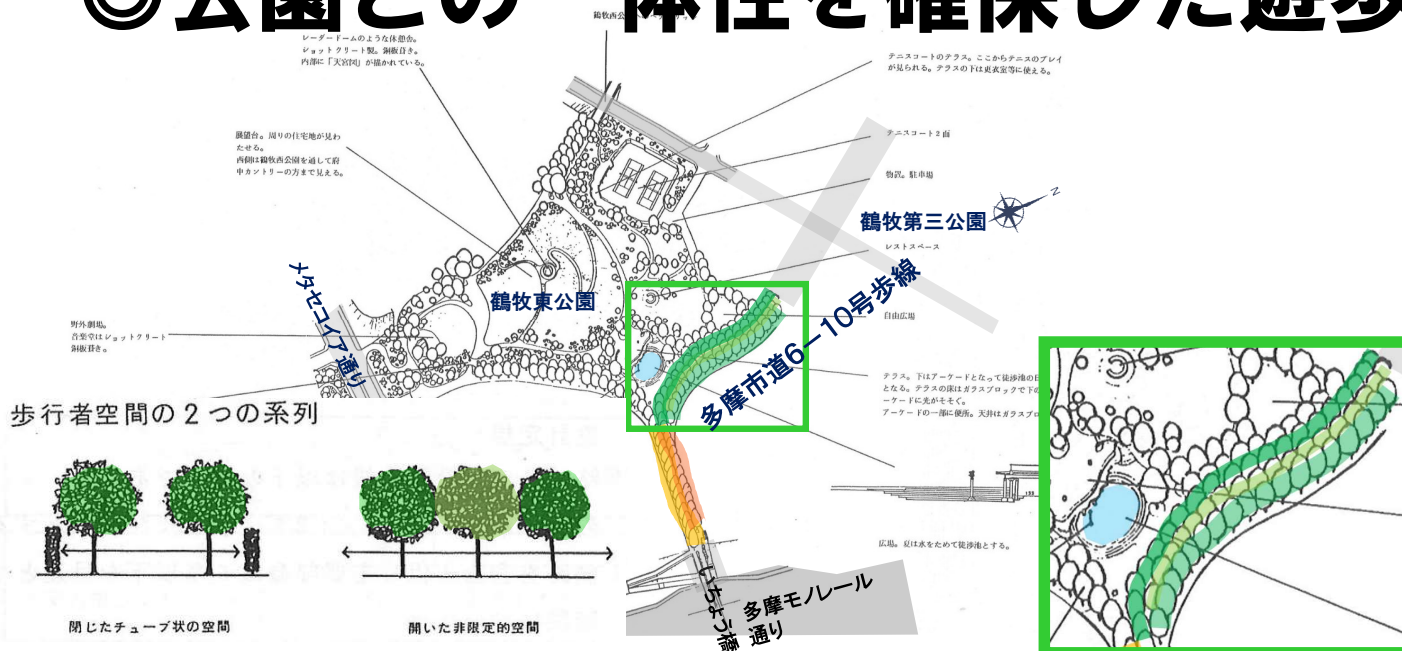 ◎公園との一体性を確保した遊歩
鶴牧西公
レーダードームのような休憩舎。
ショットクリート製。銅板葺き。
内部に「天宮図」が描かれている。
テニスコートのテラス。ここからテニスのプレイ
が見られる。テラスの下は更衣室等に使える。
展望台。周りの住宅地が見わ
たせる。
西側は鶴牧西公園を通して府
中カントリーの方まで見える。
テニスコート2面
物置。駐車場
鶴牧第三公園
N
レストスペース
メタセコイア通り
鶴牧東公園
多摩市道6－10号歩線
自由広場
野外劇場。
音楽堂はショットクリート
銅板葺き。
テラス。下はアーケードとなって徒渉池の日
となる。テラスの床はガラスブロックで下の
ーケードに光がそそぐ。
アーケードの一部に便所。天井はガラスブロ
歩行者空間の2つの系列
広場。夏は水をためて徒渉池とする。
閉じたチューブ状の空間
開いた非限定的空間
いちょう橋
多摩モノレール
通り